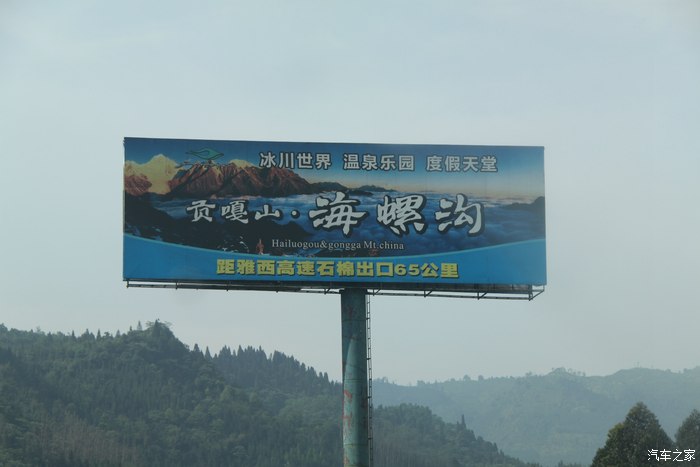 冰川世界 温泉乐园 度假天堂
贡嘎山·海螺沟
Hailuogou&gongga Mt.china
距雅西高速石棉出口65公里
汽车之家